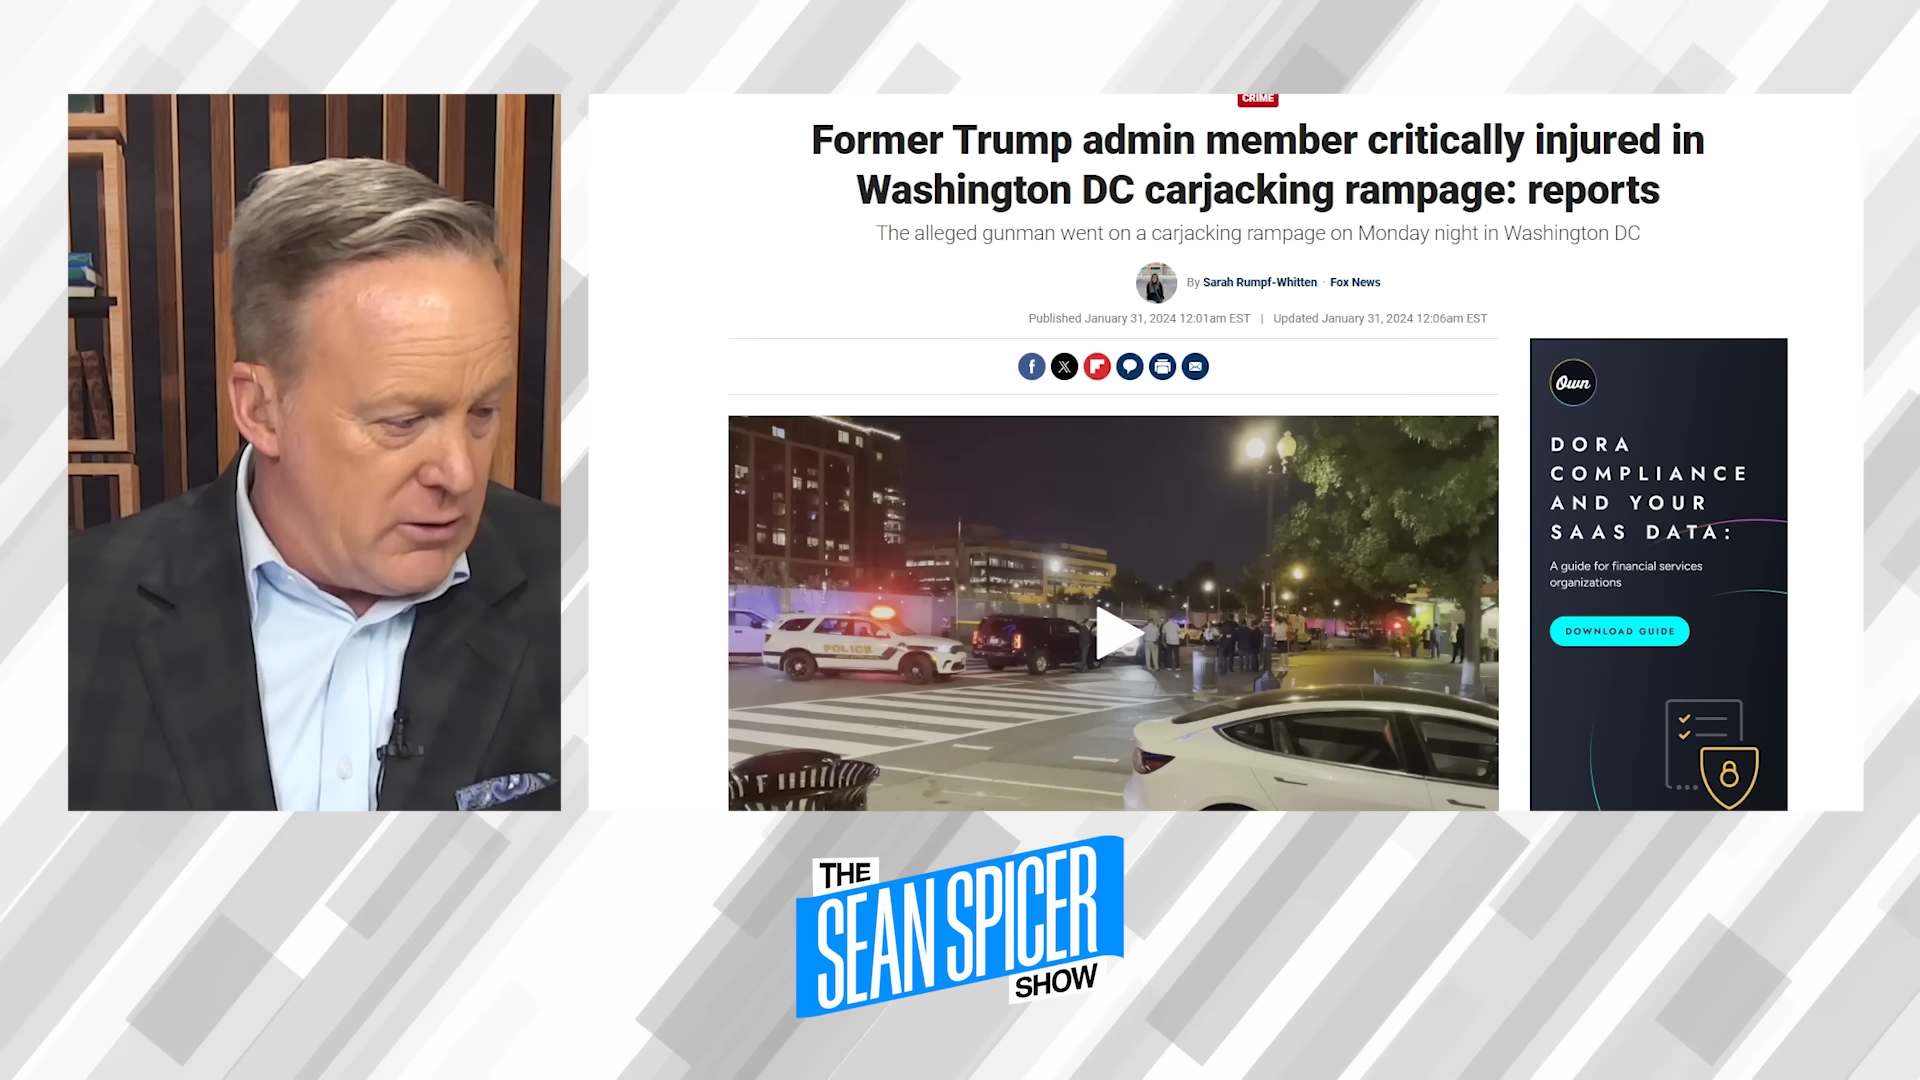 CRIME
Former Trump admin member critically injured in
Washington DC carjacking rampage: reports
The alleged gunman went on a carjacking rampage on Monday night in Washington DC
By Sarah Rumpf-Whitten · Fox News
Published January 31, 2024 12:01am EST | Updated January 31, 2024 12:06am EST
POLICE
Own
DORA
COMPLIANCE
AND YOUR
SAAS DATA:
A guide for financial services
organizations
DOWNLOAD GUIDE
THE
SEAN SPICER
SHOW